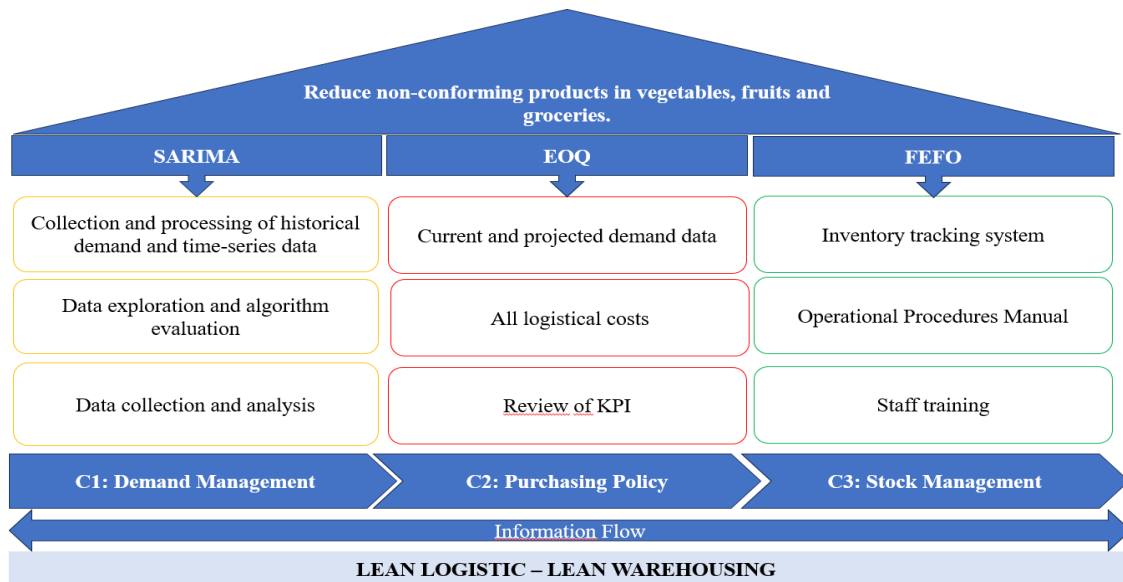 Reduce non-conforming products in vegetables, fruits and
groceries.
SARIMA
EOQ
FEFO
Collection and processing of historical
demand and time-series data
Current and projected demand data
Inventory tracking system
Data exploration and algorithm
evaluation
All logistical costs
Operational Procedures Manual
Data collection and analysis
Review of KPI
Staff training
C1: Demand Management
C2: Purchasing Policy
C3: Stock Management
Information Flow
LEAN LOGISTIC – LEAN WAREHOUSING